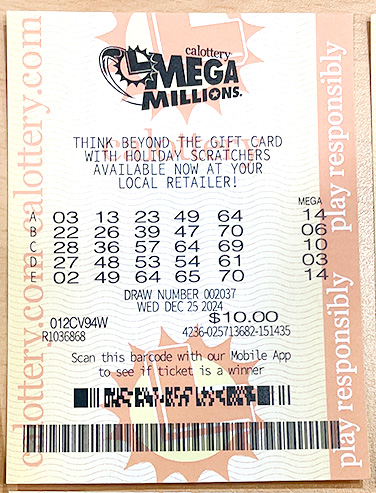 calottery
MEGA
MILLIONS.
THINK BEYOND THE GIFT CARD
WITH HOLIDAY SCRATCHERS
AVAILABLE NOW AT YOUR
LOCAL RETAILER!
MEGA
A 03 13 23 49 64 14
B 22 26 39 47 70 06
C 28 36 57 64 69 10
D 27 48 53 54 61 03
E 02 49 64 65 70 14
DRAW NUMBER 002037
WED DEC 25 2024
$10.00
012CV94W
R1036868
4236-025713682-151435
Scan this barcode with our Mobile App
to see if ticket is a winner
calottery.com calottery.com
play responsibly play responsibly